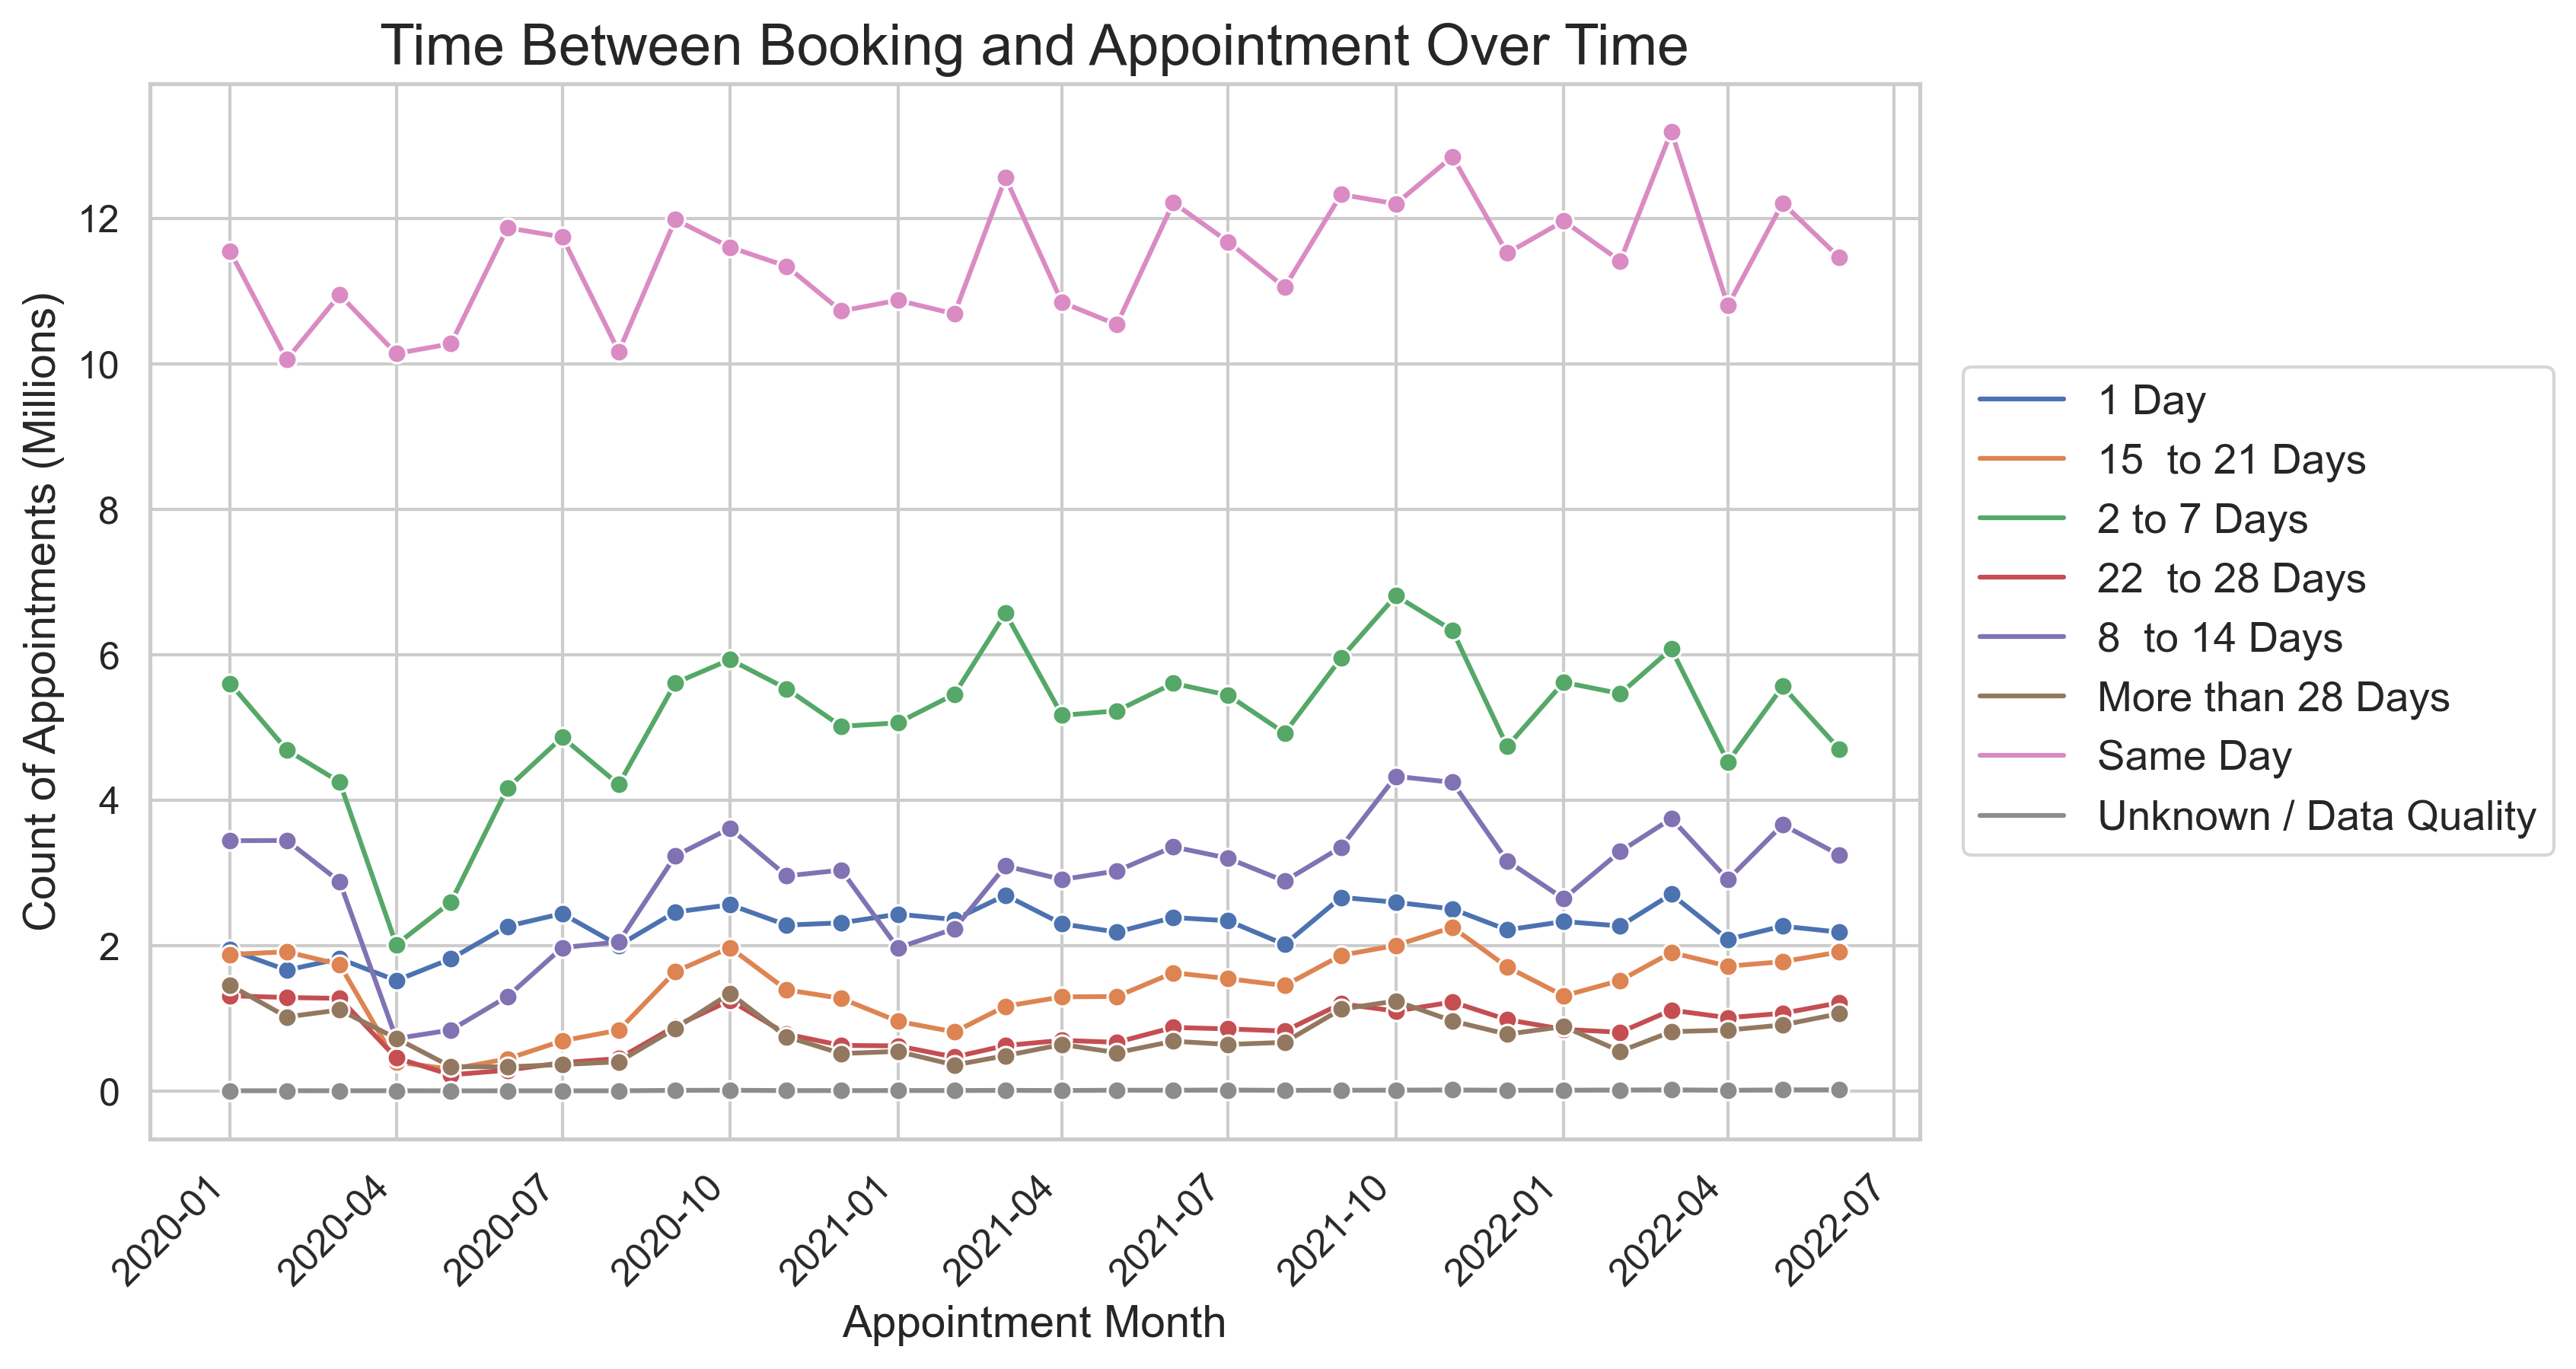 Time Between Booking and Appointment Over Time
Count of Appointments (Millions)
12
10
8
6
4
2
0
2020-01
2020-04
2020-07
2020-10
2021-01
2021-04
2021-07
2021-10
2022-01
2022-04
2022-07
Appointment Month
1 Day
15  to 21 Days
2 to 7 Days
22  to 28 Days
8  to 14 Days
More than 28 Days
Same Day
Unknown / Data Quality